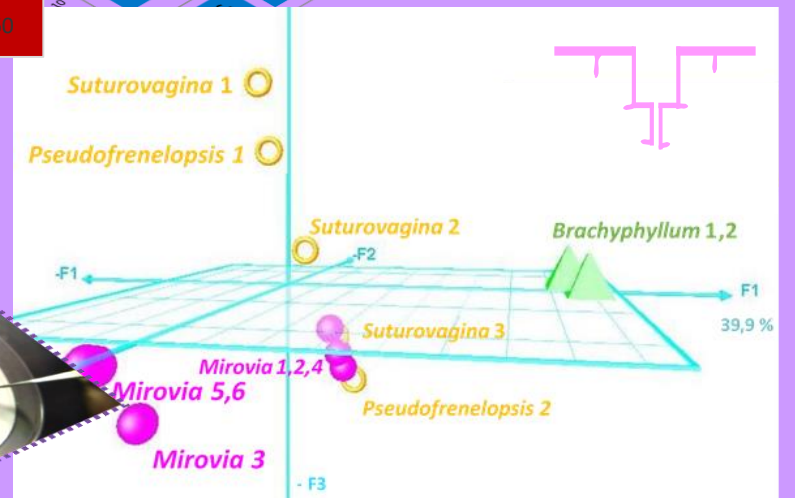 Suturovagina 1
Pseudofrenelopsis 1
Suturovagina 2
Brachyphyllum 1,2
-F2
-F1
F1
39,9 %
Suturovagina 3
Mirovia 1,2,4
Mirovia 5,6
Pseudofrenelopsis 2
Mirovia 3
- F3